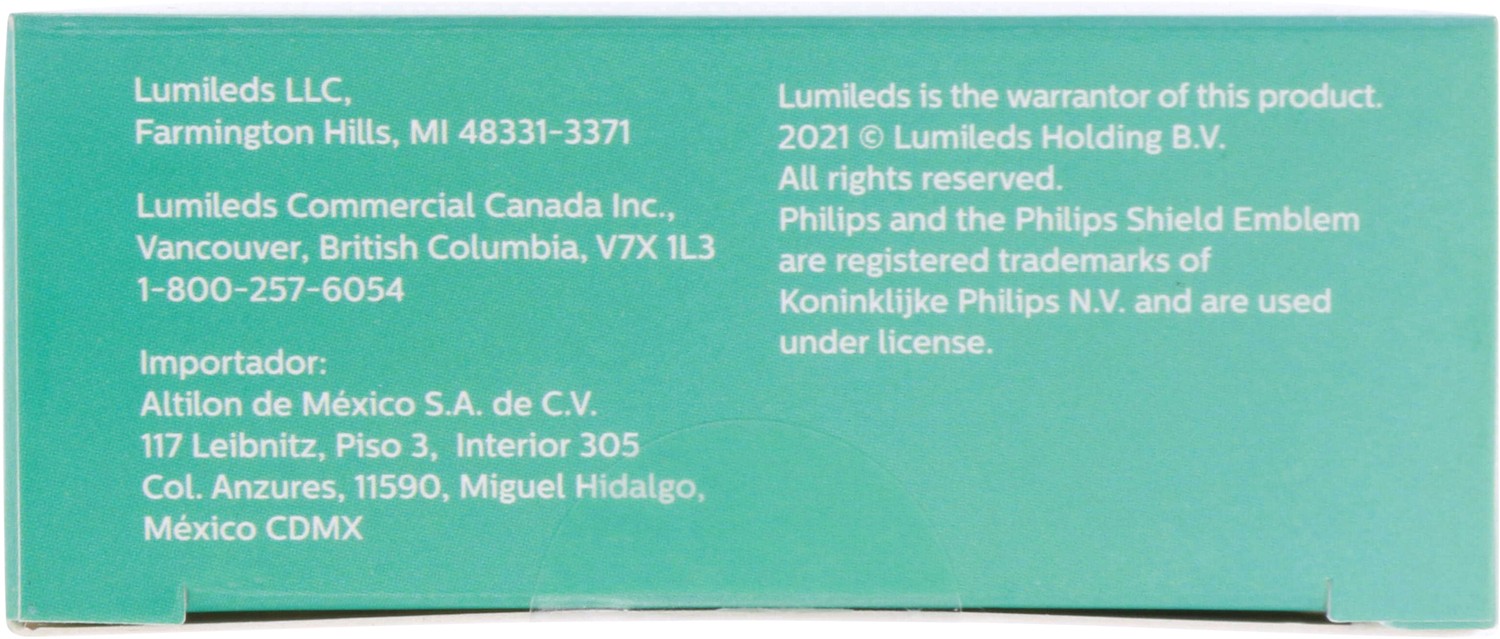 Lumileds LLC,
Farmington Hills, MI 48331-3371
Lumileds Commercial Canada Inc.,
Vancouver, British Columbia, V7X 1L3
1-800-257-6054
Importador:
Altilon de México S.A. de C.V.
117 Leibnitz, Piso 3, Interior 305
Col. Anzures, 11590, Miguel Hidalgo,
México CDMX
Lumileds is the warrantor of this product.
2021 © Lumileds Holding B.V.
All rights reserved.
Philips and the Philips Shield Emblem
are registered trademarks of
Koninklijke Philips N.V. and are used
under license.